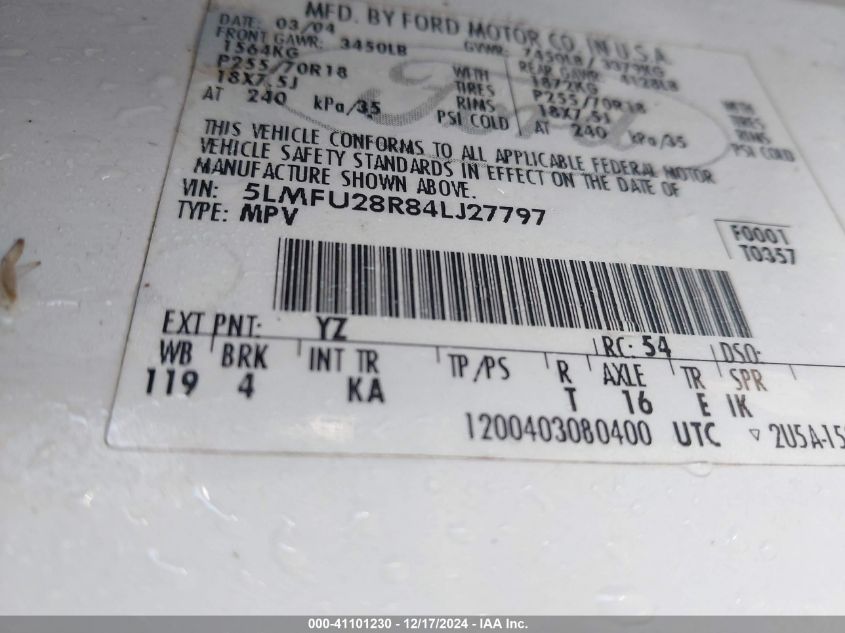 MFD. BY FORD MOTOR CO. IN U.S.A.
DATE: 03/04 GVWR: 7450LB / 3379KG
FRONT GAWR: 3450LB REAR GAWR: 4128LB
1564KG WITH 1872KG WITH
P255/70R18 TIRES P255/70R18 TIRES
18X7.5J RIMS 18X7.5J RIMS
AT 240 kPa/35 PSI COLD AT 240 kPa/35 PSI COLD
Ford
THIS VEHICLE CONFORMS TO ALL APPLICABLE FEDERAL MOTOR
VEHICLE SAFETY STANDARDS IN EFFECT ON THE DATE OF
MANUFACTURE SHOWN ABOVE.
VIN: 5LMFU28R84LJ27797
TYPE: MPV
F0001
T0357
EXT PNT: YZ RC: 54 DSO:
WB BRK INT TR TP/PS R AXLE TR SPR
119 4 KA T 16 E IK
1200403080400 UTC ▽ 2U5A-15
000-41101230 - 12/17/2024 - IAAI Inc.